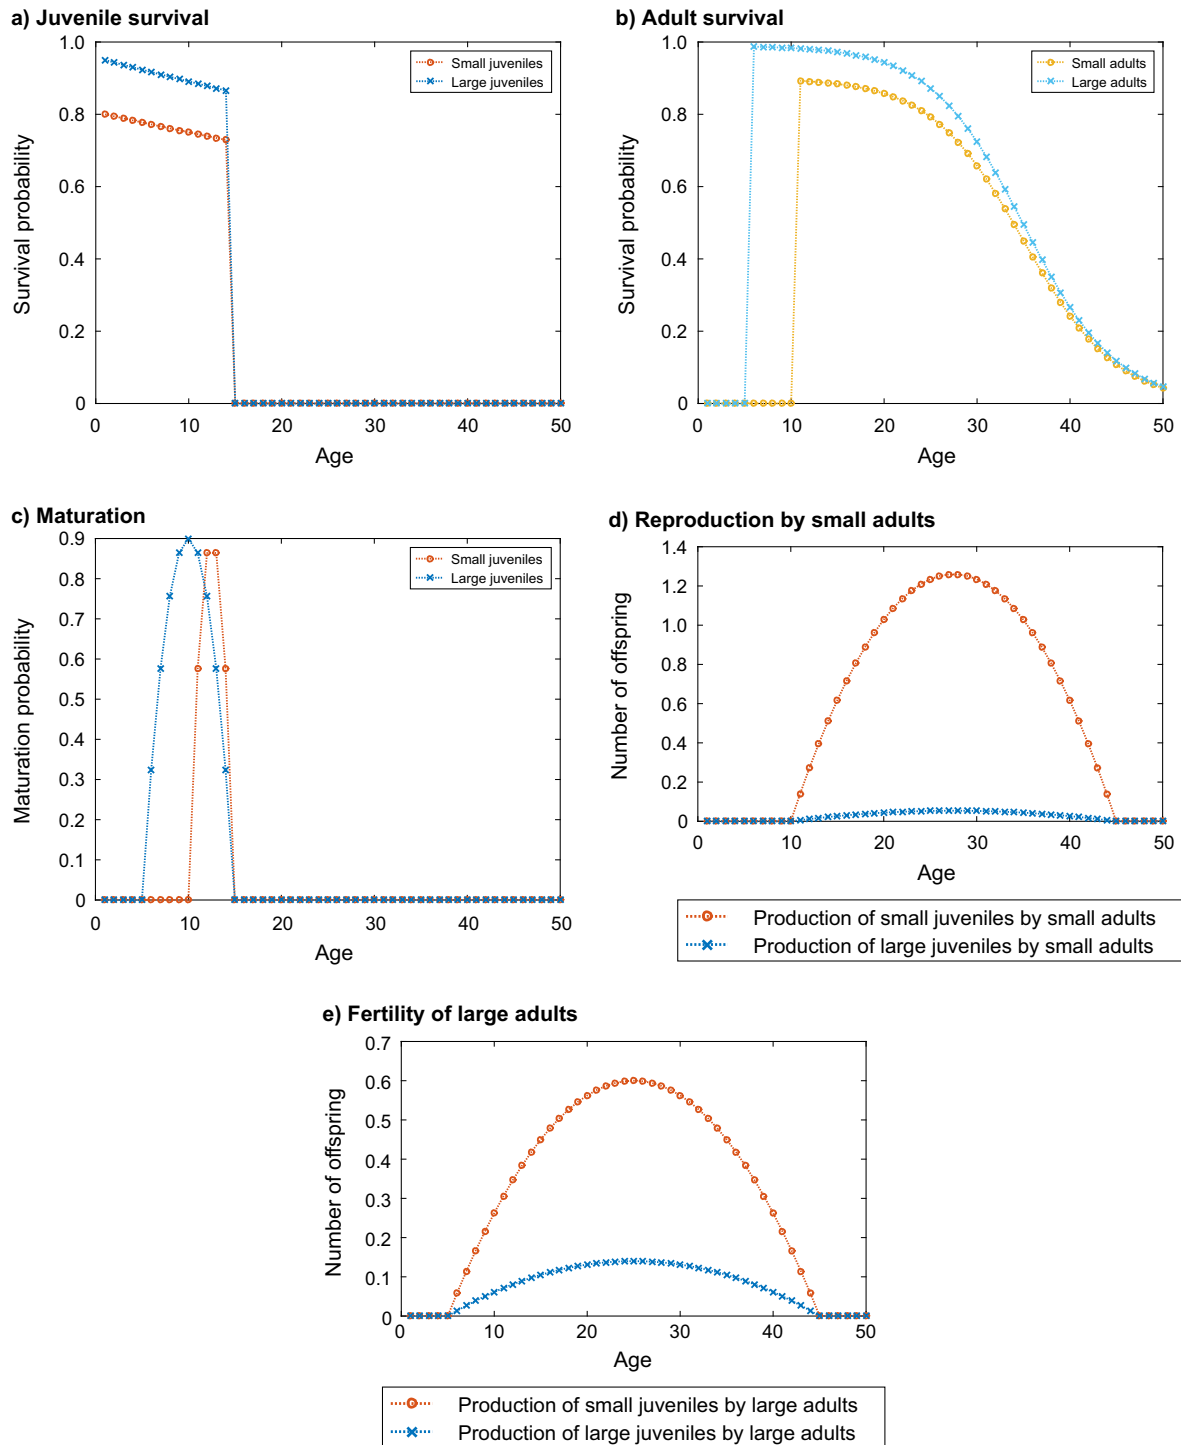 a) Juvenile survival
1.0
0.8
0.6
0.4
0.2
0
Survival probability
Small juveniles
Large juveniles
0 10 20 30 40 50
Age
b) Adult survival
1.0
0.8
0.6
0.4
0.2
0
Survival probability
Small adults
Large adults
0 10 20 30 40 50
Age
c) Maturation
0.9
0.8
0.7
0.6
0.5
0.4
0.3
0.2
0.1
0
Maturation probability
Small juveniles
Large juveniles
0 10 20 30 40 50
Age
d) Reproduction by small adults
1.4
1.2
1.0
0.8
0.6
0.4
0.2
0
Number of offspring
0 10 20 30 40 50
Age
Production of small juveniles by small adults
Production of large juveniles by small adults
e) Fertility of large adults
0.7
0.6
0.5
0.4
0.3
0.2
0.1
0
Number of offspring
0 10 20 30 40 50
Age
Production of small juveniles by large adults
Production of large juveniles by large adults